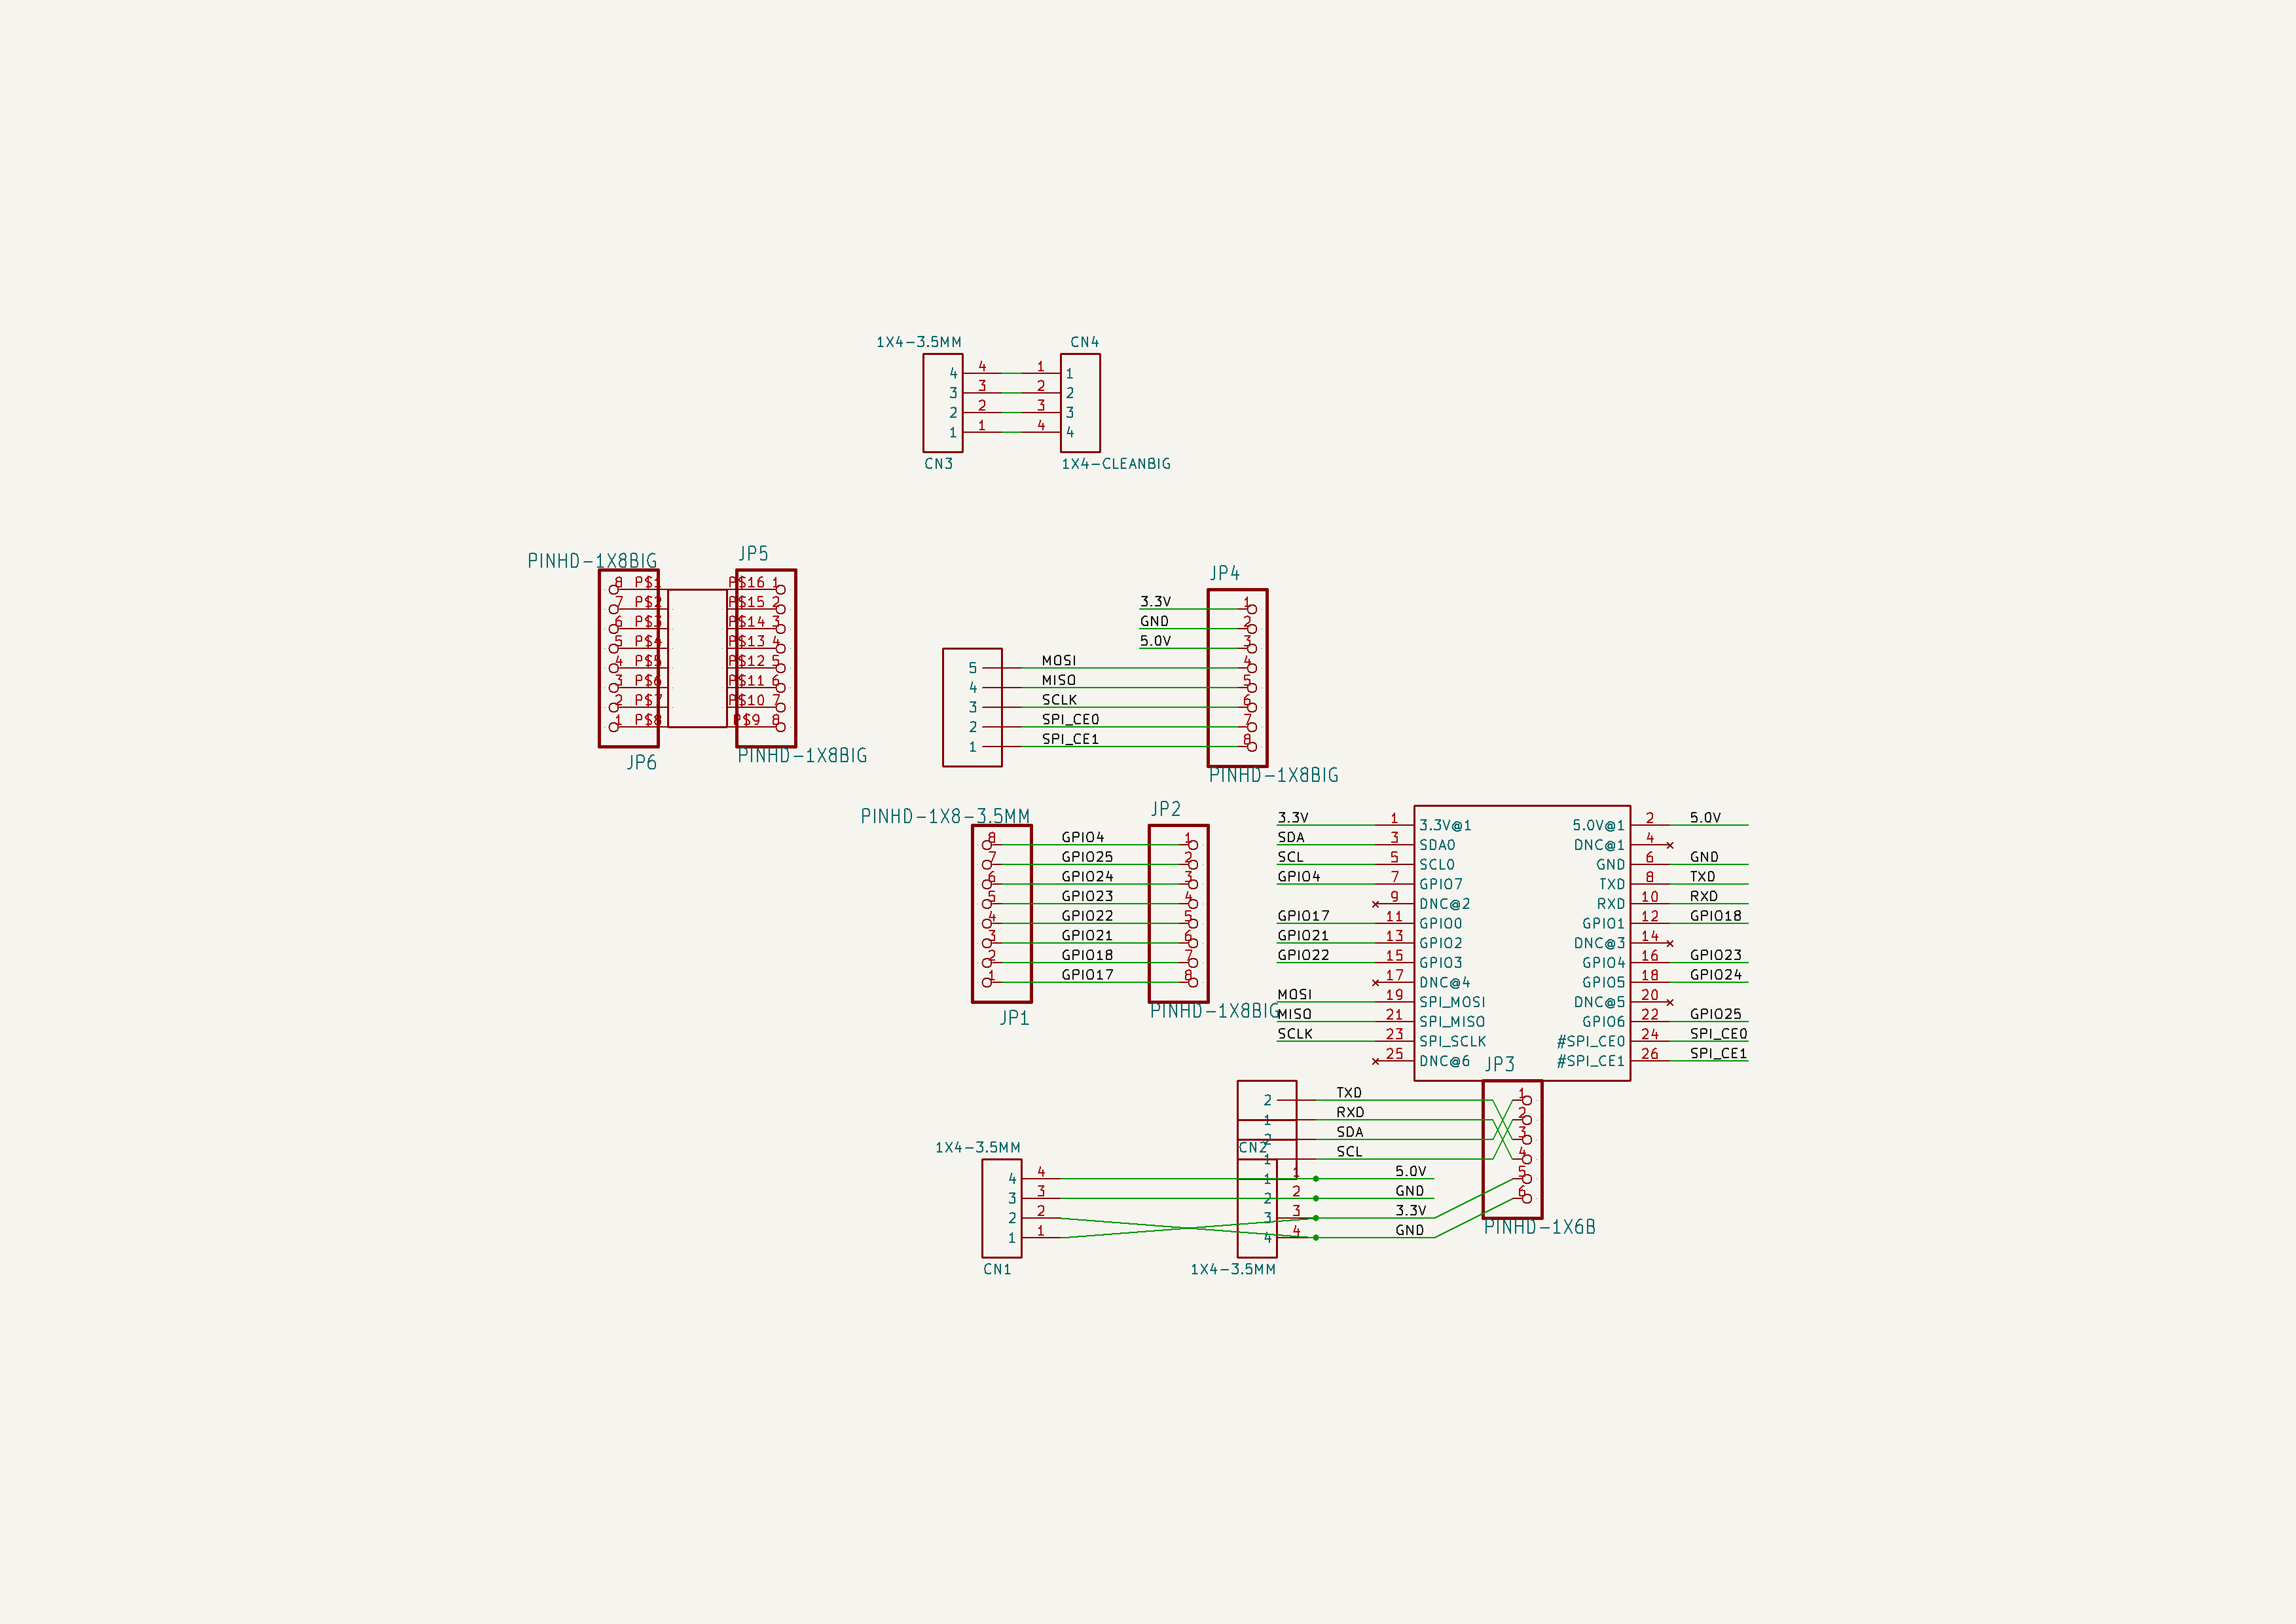 1X4-3.5MM
CN4
4 4 1 1
3 3 2 2
2 2 3 3
1 1 4 4
CN3
1X4-CLEANBIG
PINHD-1X8BIG
JP5
8 P$1 P$16 1
7 P$2 P$15 2
6 P$3 P$14 3
5 P$4 P$13 4
4 P$5 P$12 5
3 P$6 P$11 6
2 P$7 P$10 7
1 P$8 P$9 8
JP6
PINHD-1X8BIG
JP4
3.3V 1
GND 2
5.0V 3
5 MOSI 4
4 MISO 5
3 SCLK 6
2 SPI_CE0 7
1 SPI_CE1 8
PINHD-1X8BIG
PINHD-1X8-3.5MM
JP2
8 GPIO4 1
7 GPIO25 2
6 GPIO24 3
5 GPIO23 4
4 GPIO22 5
3 GPIO21 6
2 GPIO18 7
1 GPIO17 8
JP1
PINHD-1X8BIG
3.3V 1 3.3V@1 5.0V@1 2 5.0V
SDA 3 SDA0 DNC@1 4
SCL 5 SCL0 GND 6 GND
GPIO4 7 GPIO7 TXD 8 TXD
9 DNC@2 RXD 10 RXD
GPIO17 11 GPIO0 GPIO1 12 GPIO18
GPIO21 13 GPIO2 DNC@3 14
GPIO22 15 GPIO3 GPIO4 16 GPIO23
17 DNC@4 GPIO5 18 GPIO24
MOSI 19 SPI_MOSI DNC@5 20
MISO 21 SPI_MISO GPIO6 22 GPIO25
SCLK 23 SPI_SCLK #SPI_CE0 24 SPI_CE0
25 DNC@6 #SPI_CE1 26 SPI_CE1
JP3
2 TXD 1
1 RXD 2
2 SDA 3
1 SCL 4
5
6
PINHD-1X6B
1X4-3.5MM
CN2
4 4 1 1 5.0V
3 3 2 2 GND
2 2 3 3 3.3V
1 1 4 4 GND
CN1
1X4-3.5MM